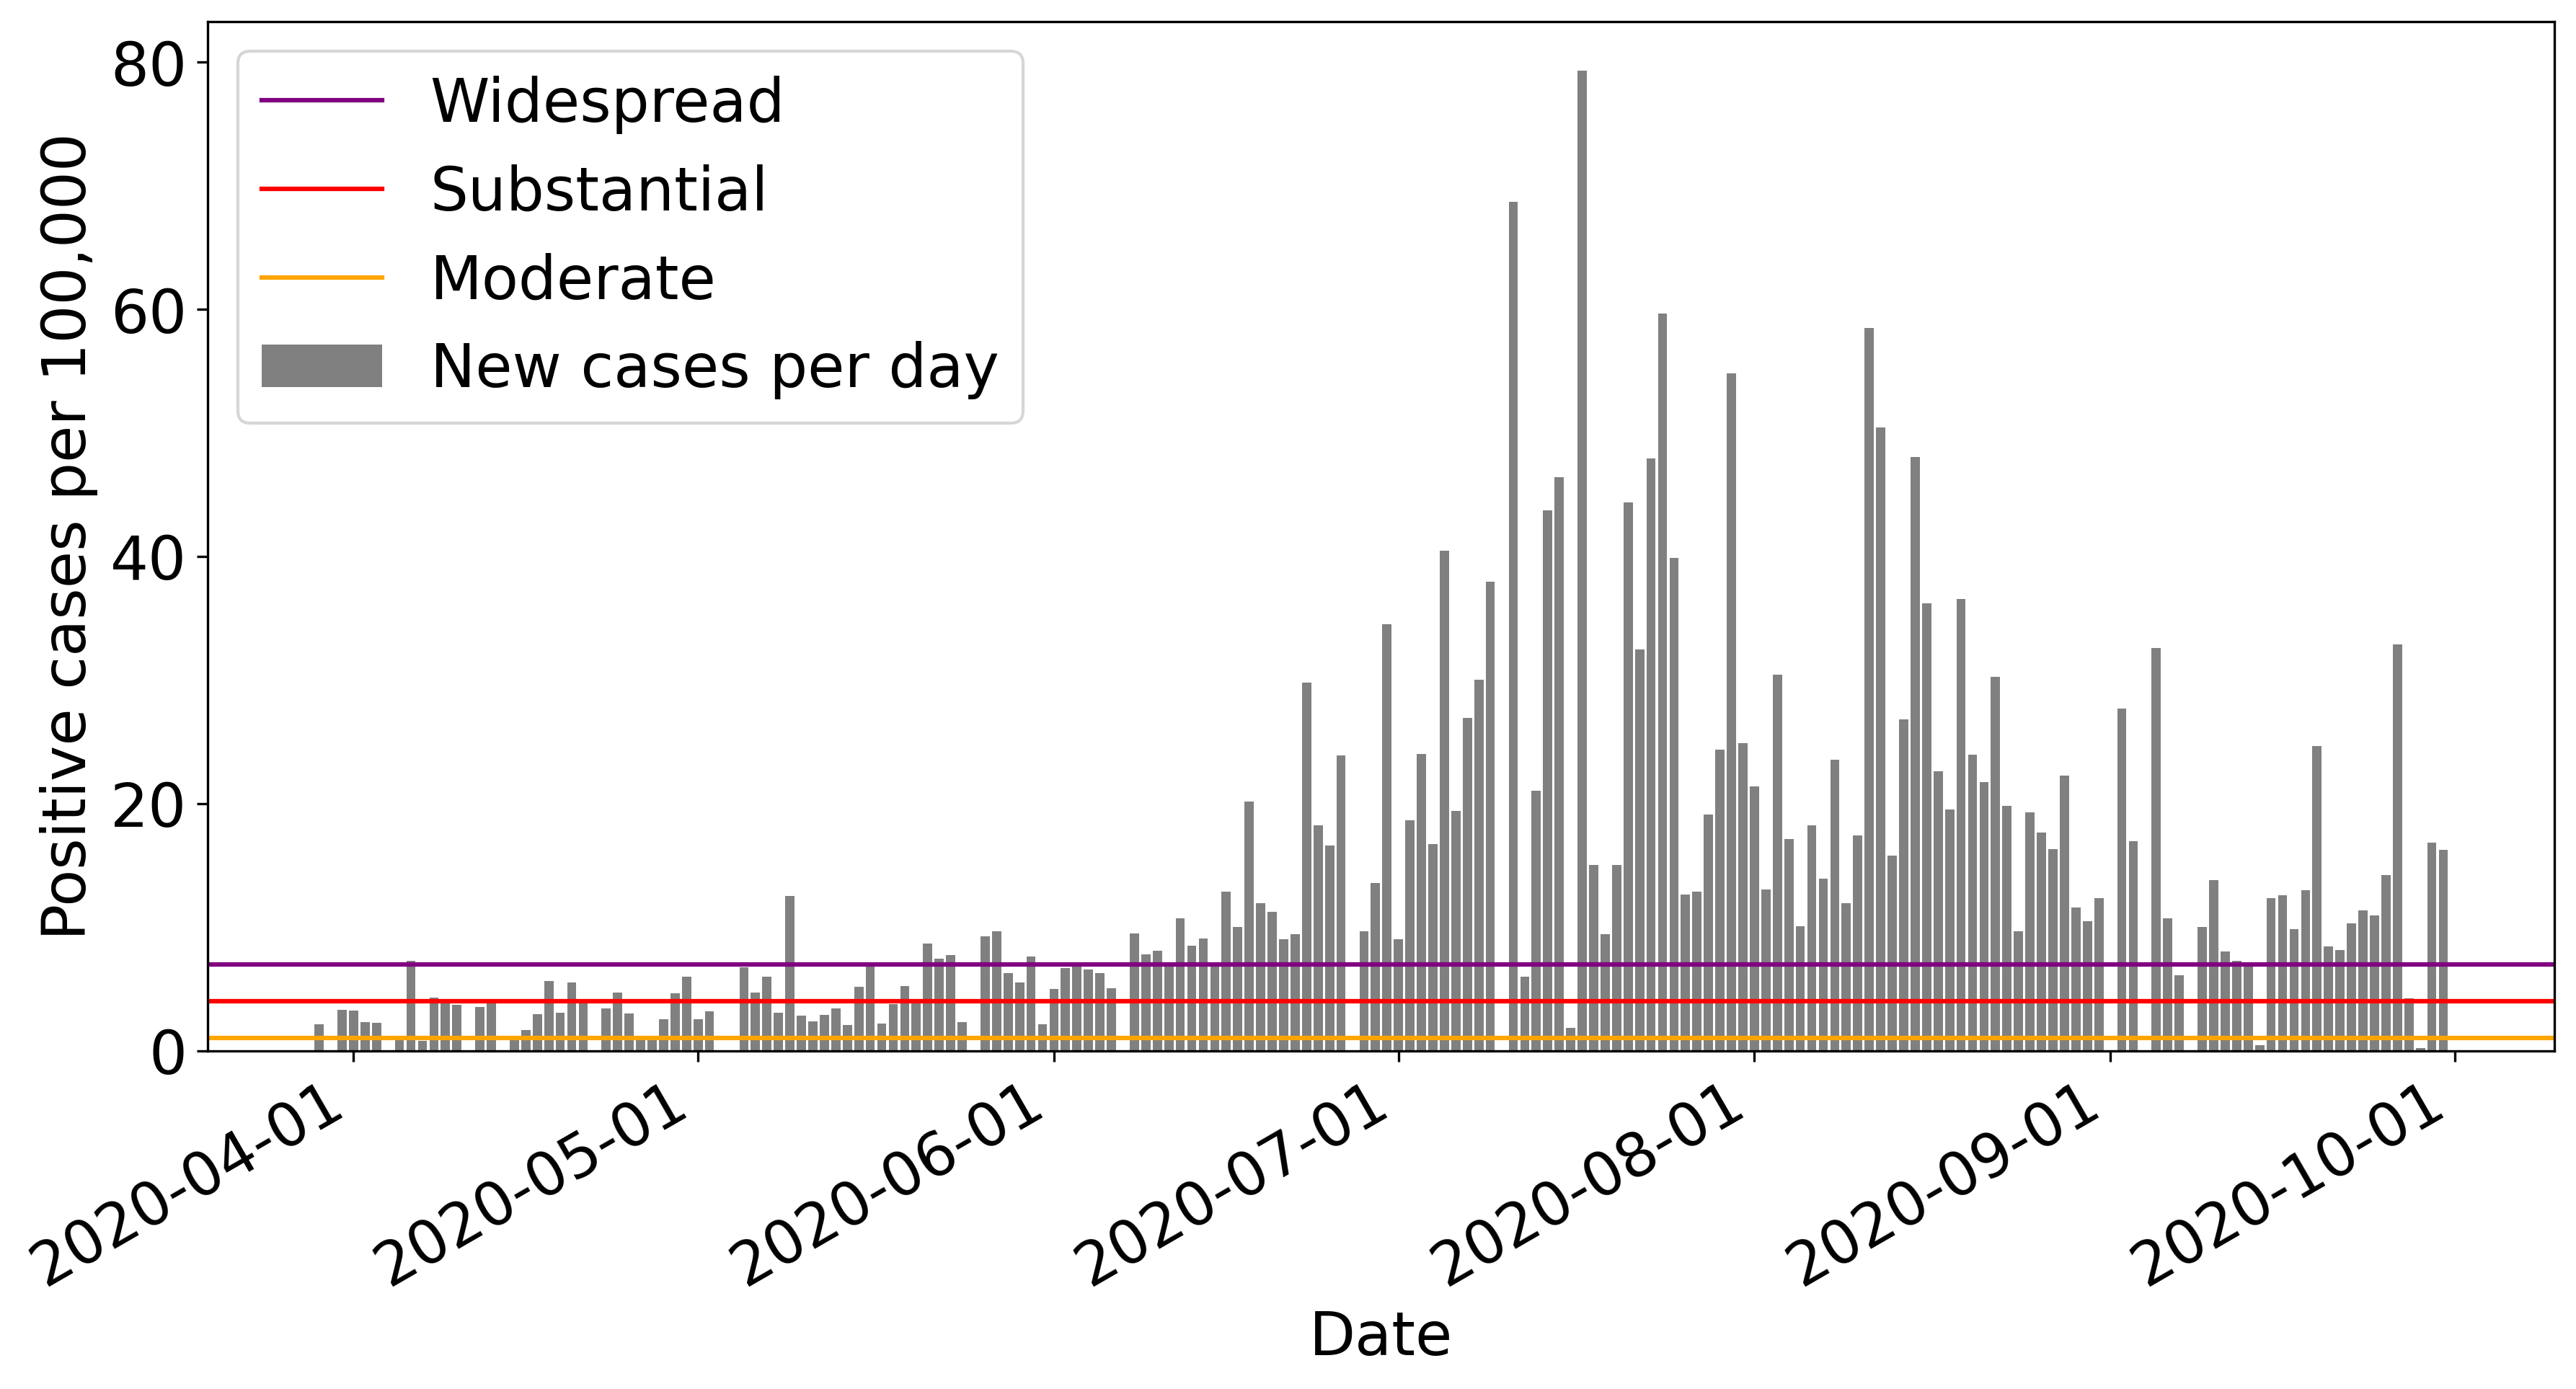 Positive cases per 100,000
80
60
40
20
0
Widespread
Substantial
Moderate
New cases per day
2020-04-01
2020-05-01
2020-06-01
2020-07-01
2020-08-01
2020-09-01
2020-10-01
Date